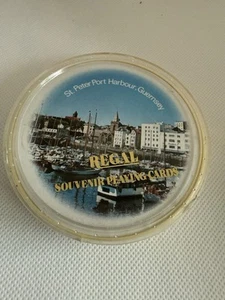 St. Peter Port Harbour, Guernsey
REGAL
SOUVENIR PLAYING CARDS